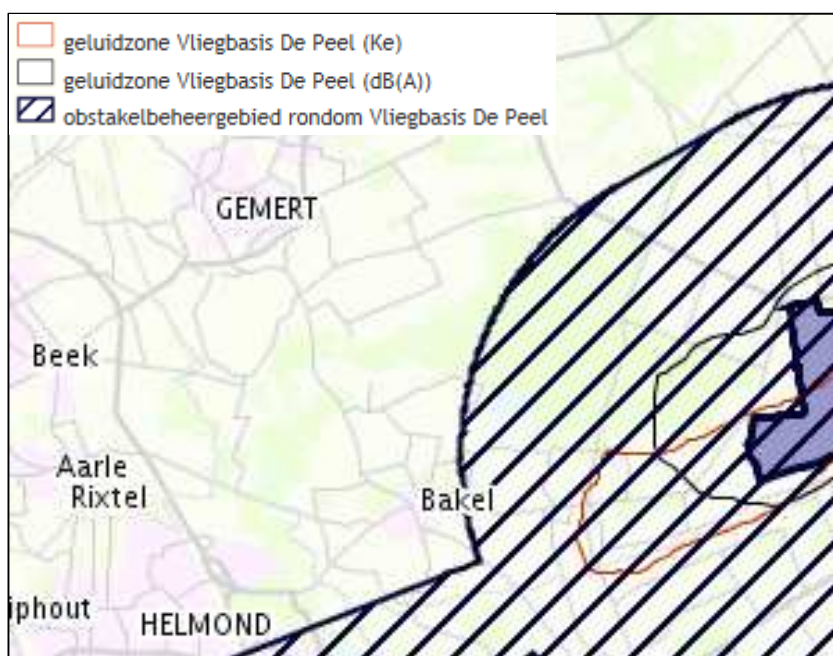 geluidzone Vliegbasis De Peel (Ke)
geluidzone Vliegbasis De Peel (dB(A))
obstakelbeheergebied rondom Vliegbasis De Peel
GEMERT
Beek
Aarle
Rixtel
Bakel
iphout
HELMOND